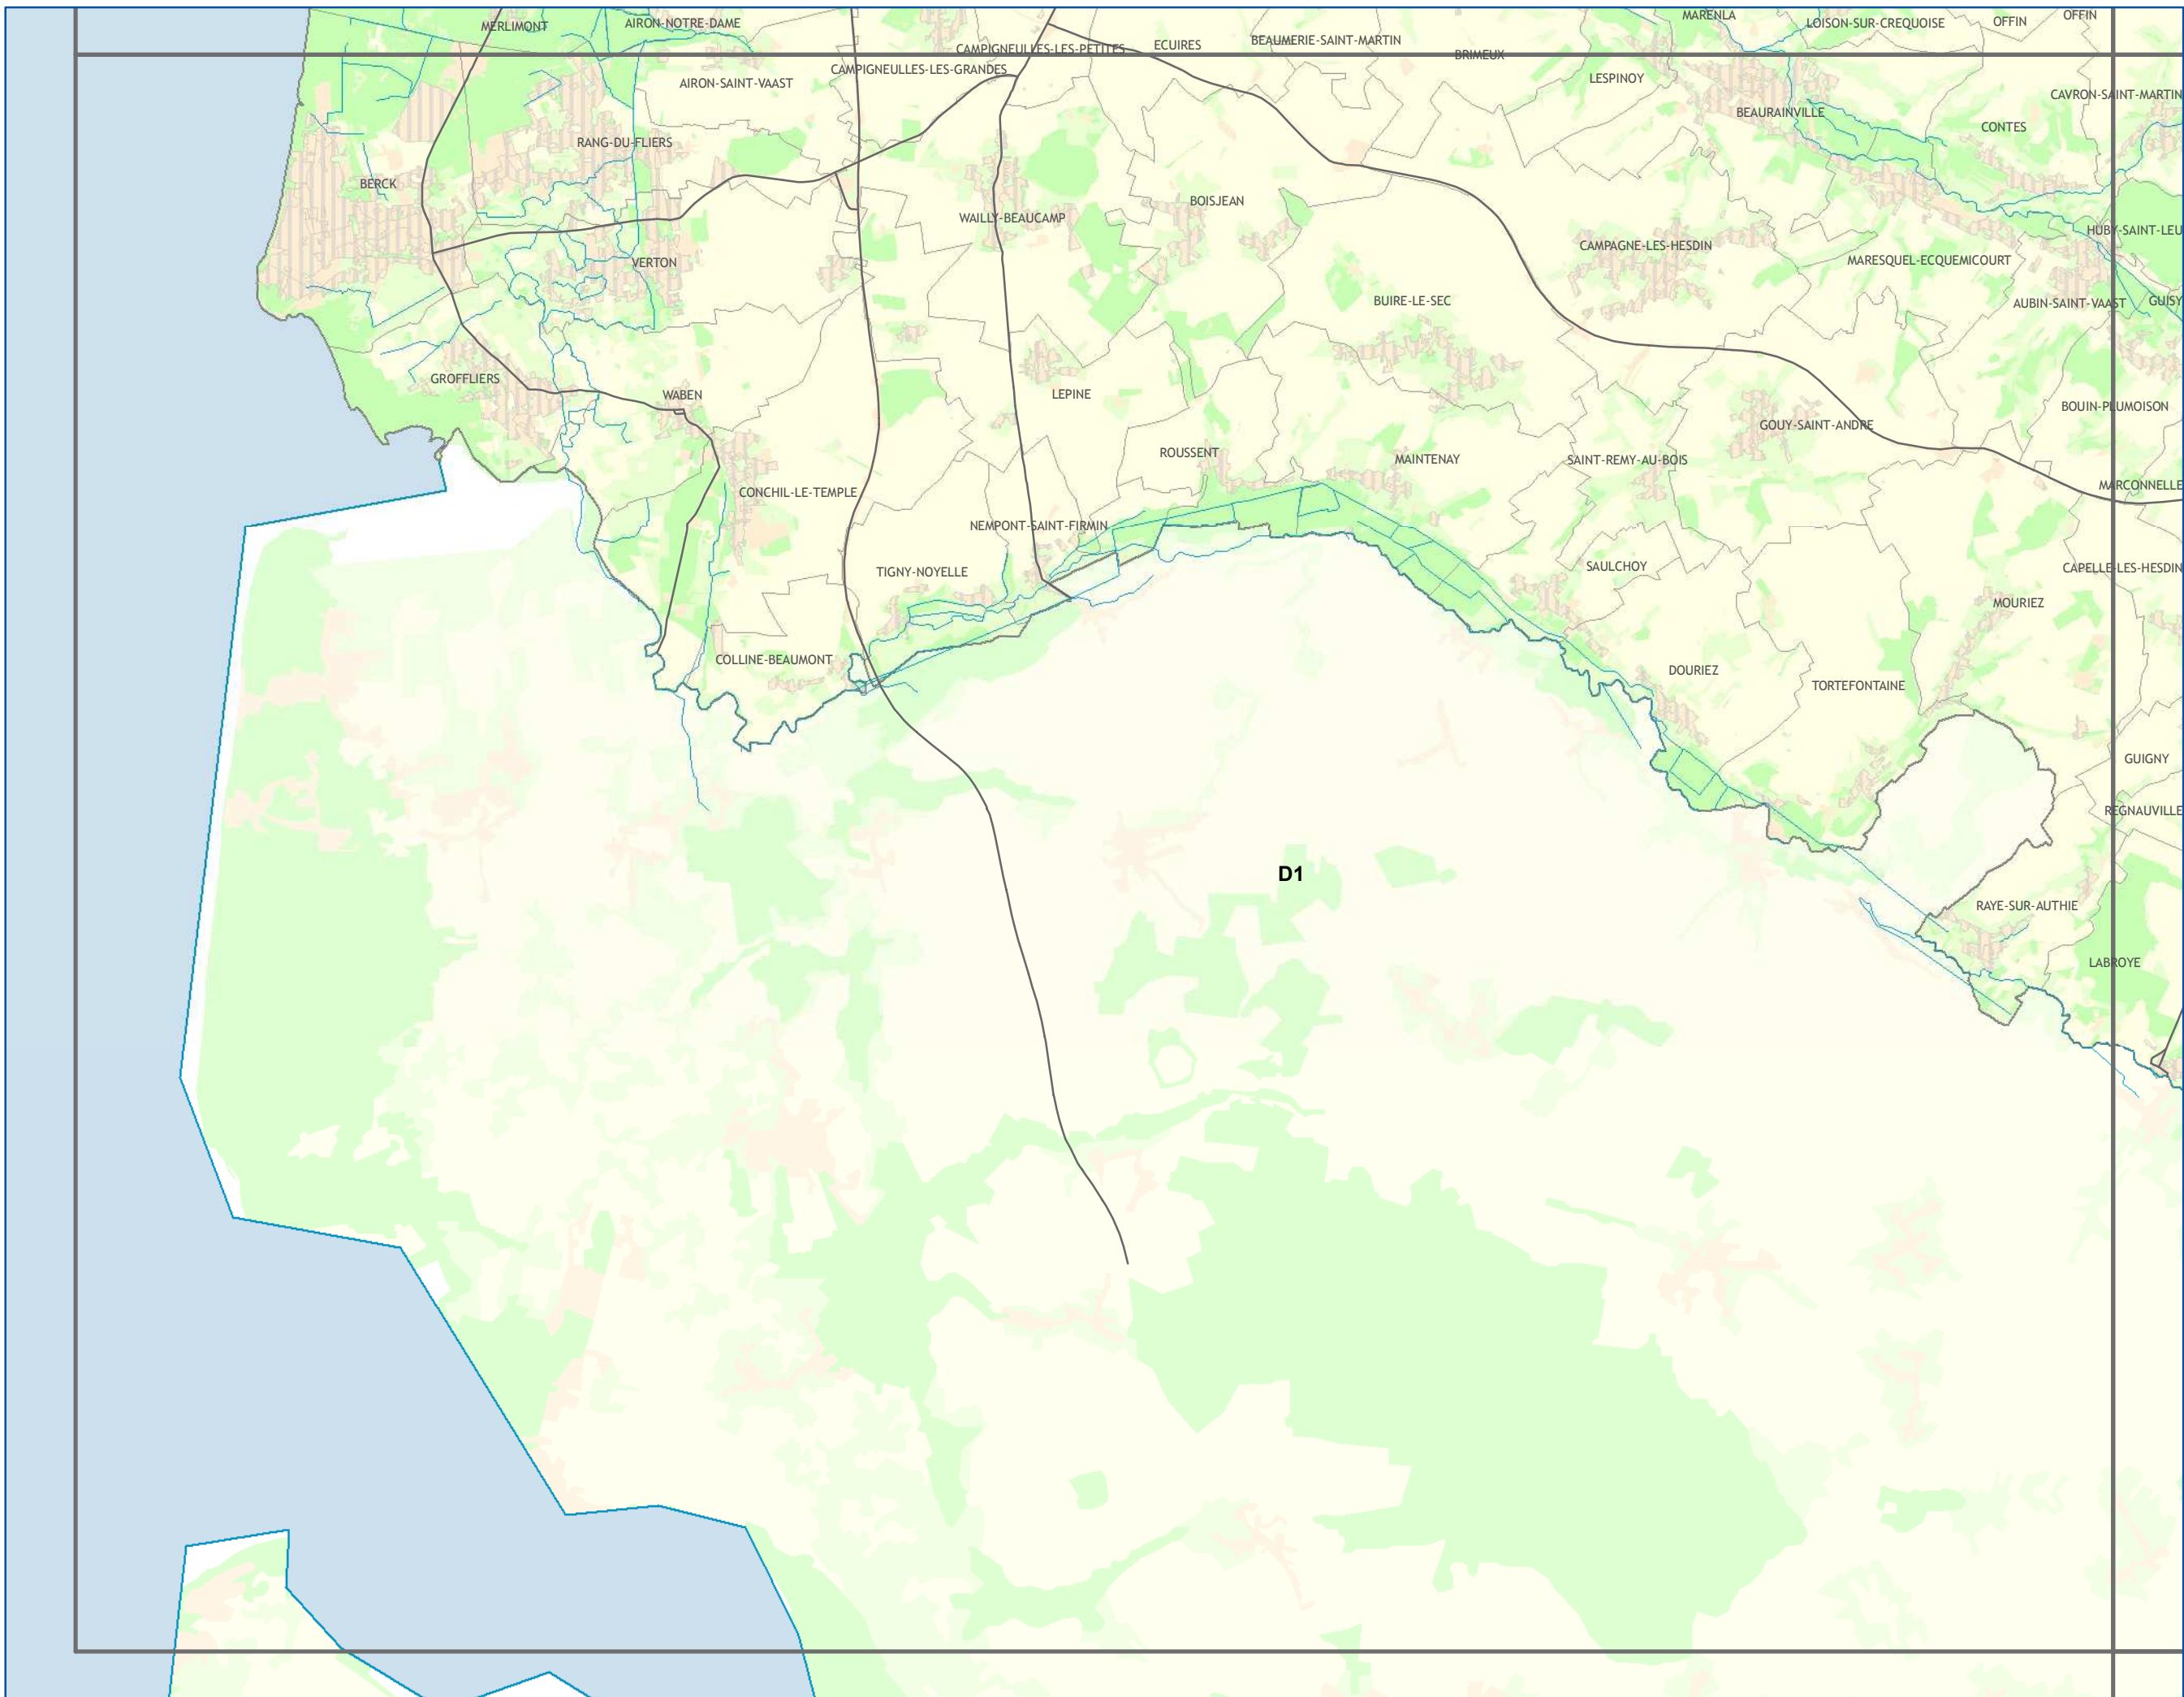 MERLIMONT
AIRON-NOTRE-DAME
MARENLA
LOISON-SUR-CREQUOISE
OFFIN
OFFIN
CAMPIGNEULLES-LES-PETITES
ECUIRES
BEAUMERIE-SAINT-MARTIN
BRIMEUX
CAMPIGNEULLES-LES-GRANDES
AIRON-SAINT-VAAST
LESPINOY
BEAURAINVILLE
CAVRON-SAINT-MARTIN
CONTES
RANG-DU-FLIERS
BERCK
WAILLY-BEAUCAMP
BOISJEAN
CAMPAGNE-LES-HESDIN
HUBY-SAINT-LEU
MARESQUEL-ECQUEMICOURT
VERTON
BUIRE-LE-SEC
AUBIN-SAINT-VAAST
GUISY
GROFFLIERS
WABEN
LEPINE
BOUIN-PLUMOISON
GOUY-SAINT-ANDRE
ROUSSENT
MAINTENAY
SAINT-REMY-AU-BOIS
MARCONNELLE
CONCHIL-LE-TEMPLE
NEMPONT-SAINT-FIRMIN
TIGNY-NOYELLE
SAULCHOY
CAPELLE-LES-HESDIN
MOURIEZ
COLLINE-BEAUMONT
DOURIEZ
TORTEFONTAINE
GUIGNY
REGNAUVILLE
D1
RAYE-SUR-AUTHIE
LABROYE